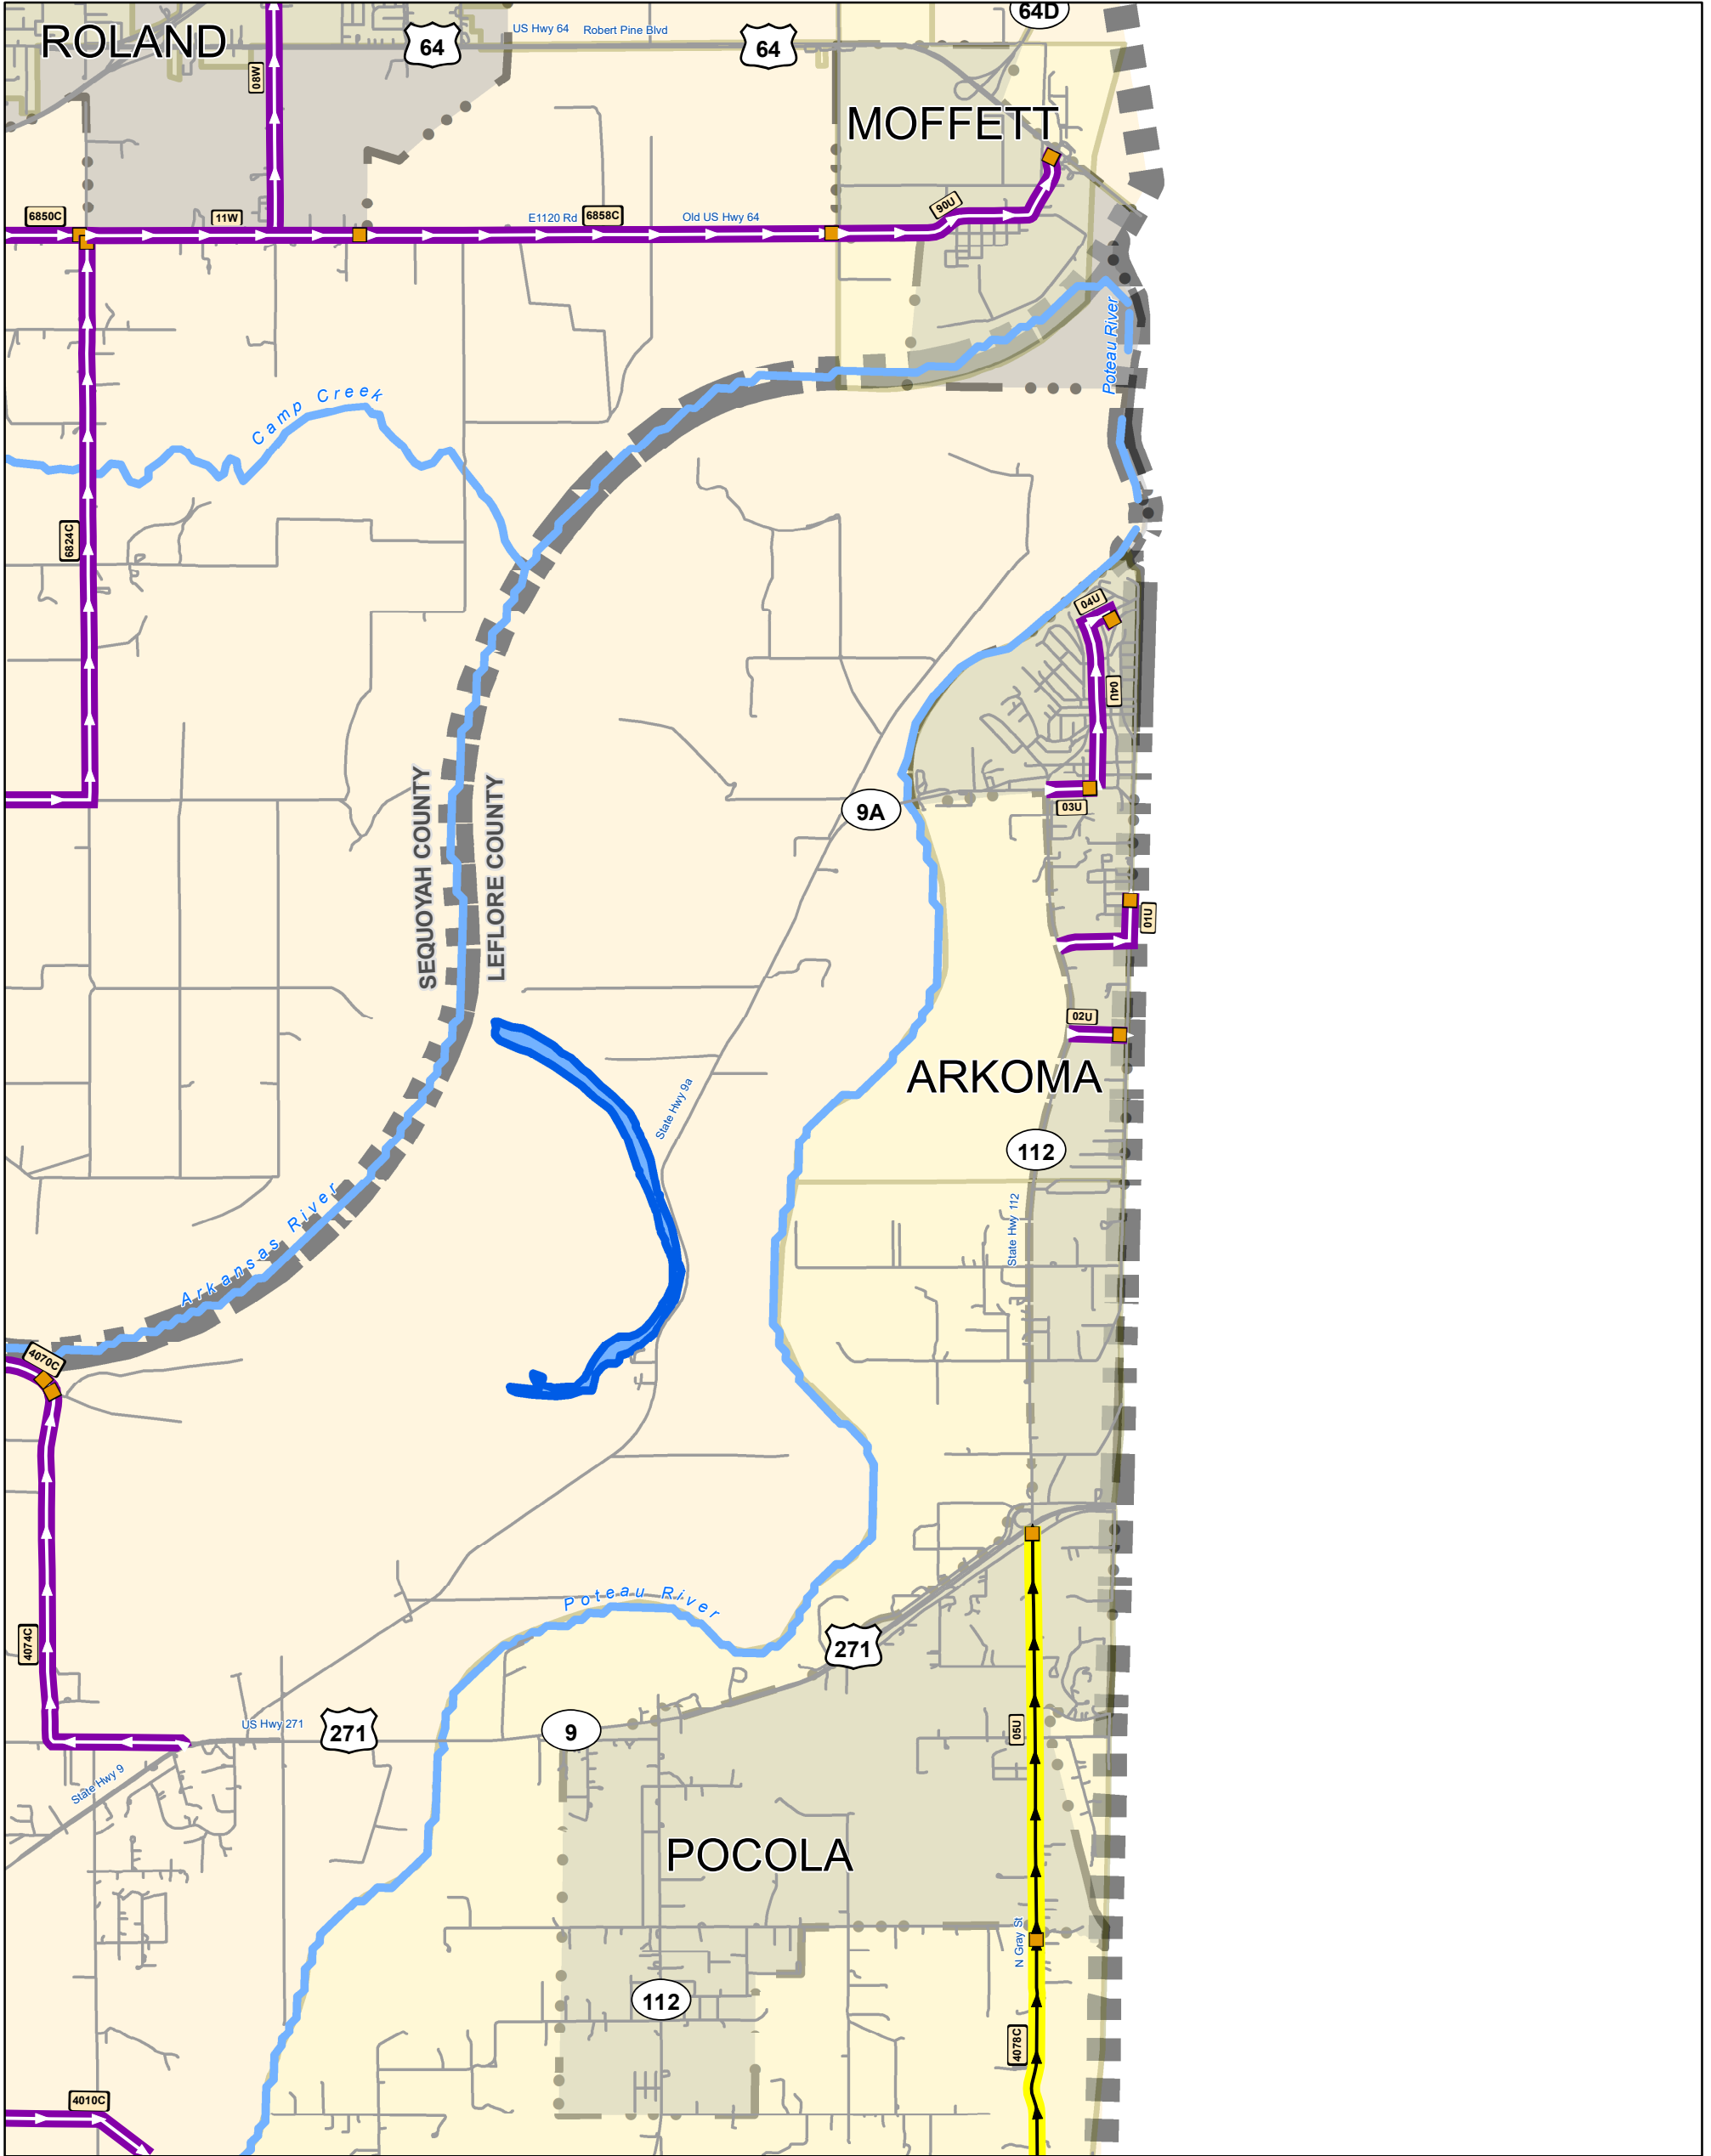 64D
ROLAND
64
US Hwy 64
Robert Pine Blvd
64
08W
MOFFETT
6850C
11W
E1120 Rd
6858C
Old US Hwy 64
90U
Poteau River
Camp Creek
6824C
04U
04U
9A
03U
SEQUOYAH COUNTY
LEFLORE COUNTY
01U
02U
ARKOMA
State Hwy 9a
112
State Hwy 112
Arkansas River
4070C
Poteau River
271
4074C
US Hwy 271
271
9
05U
State Hwy 9
POCOLA
N Gray St
112
4078C
4010C